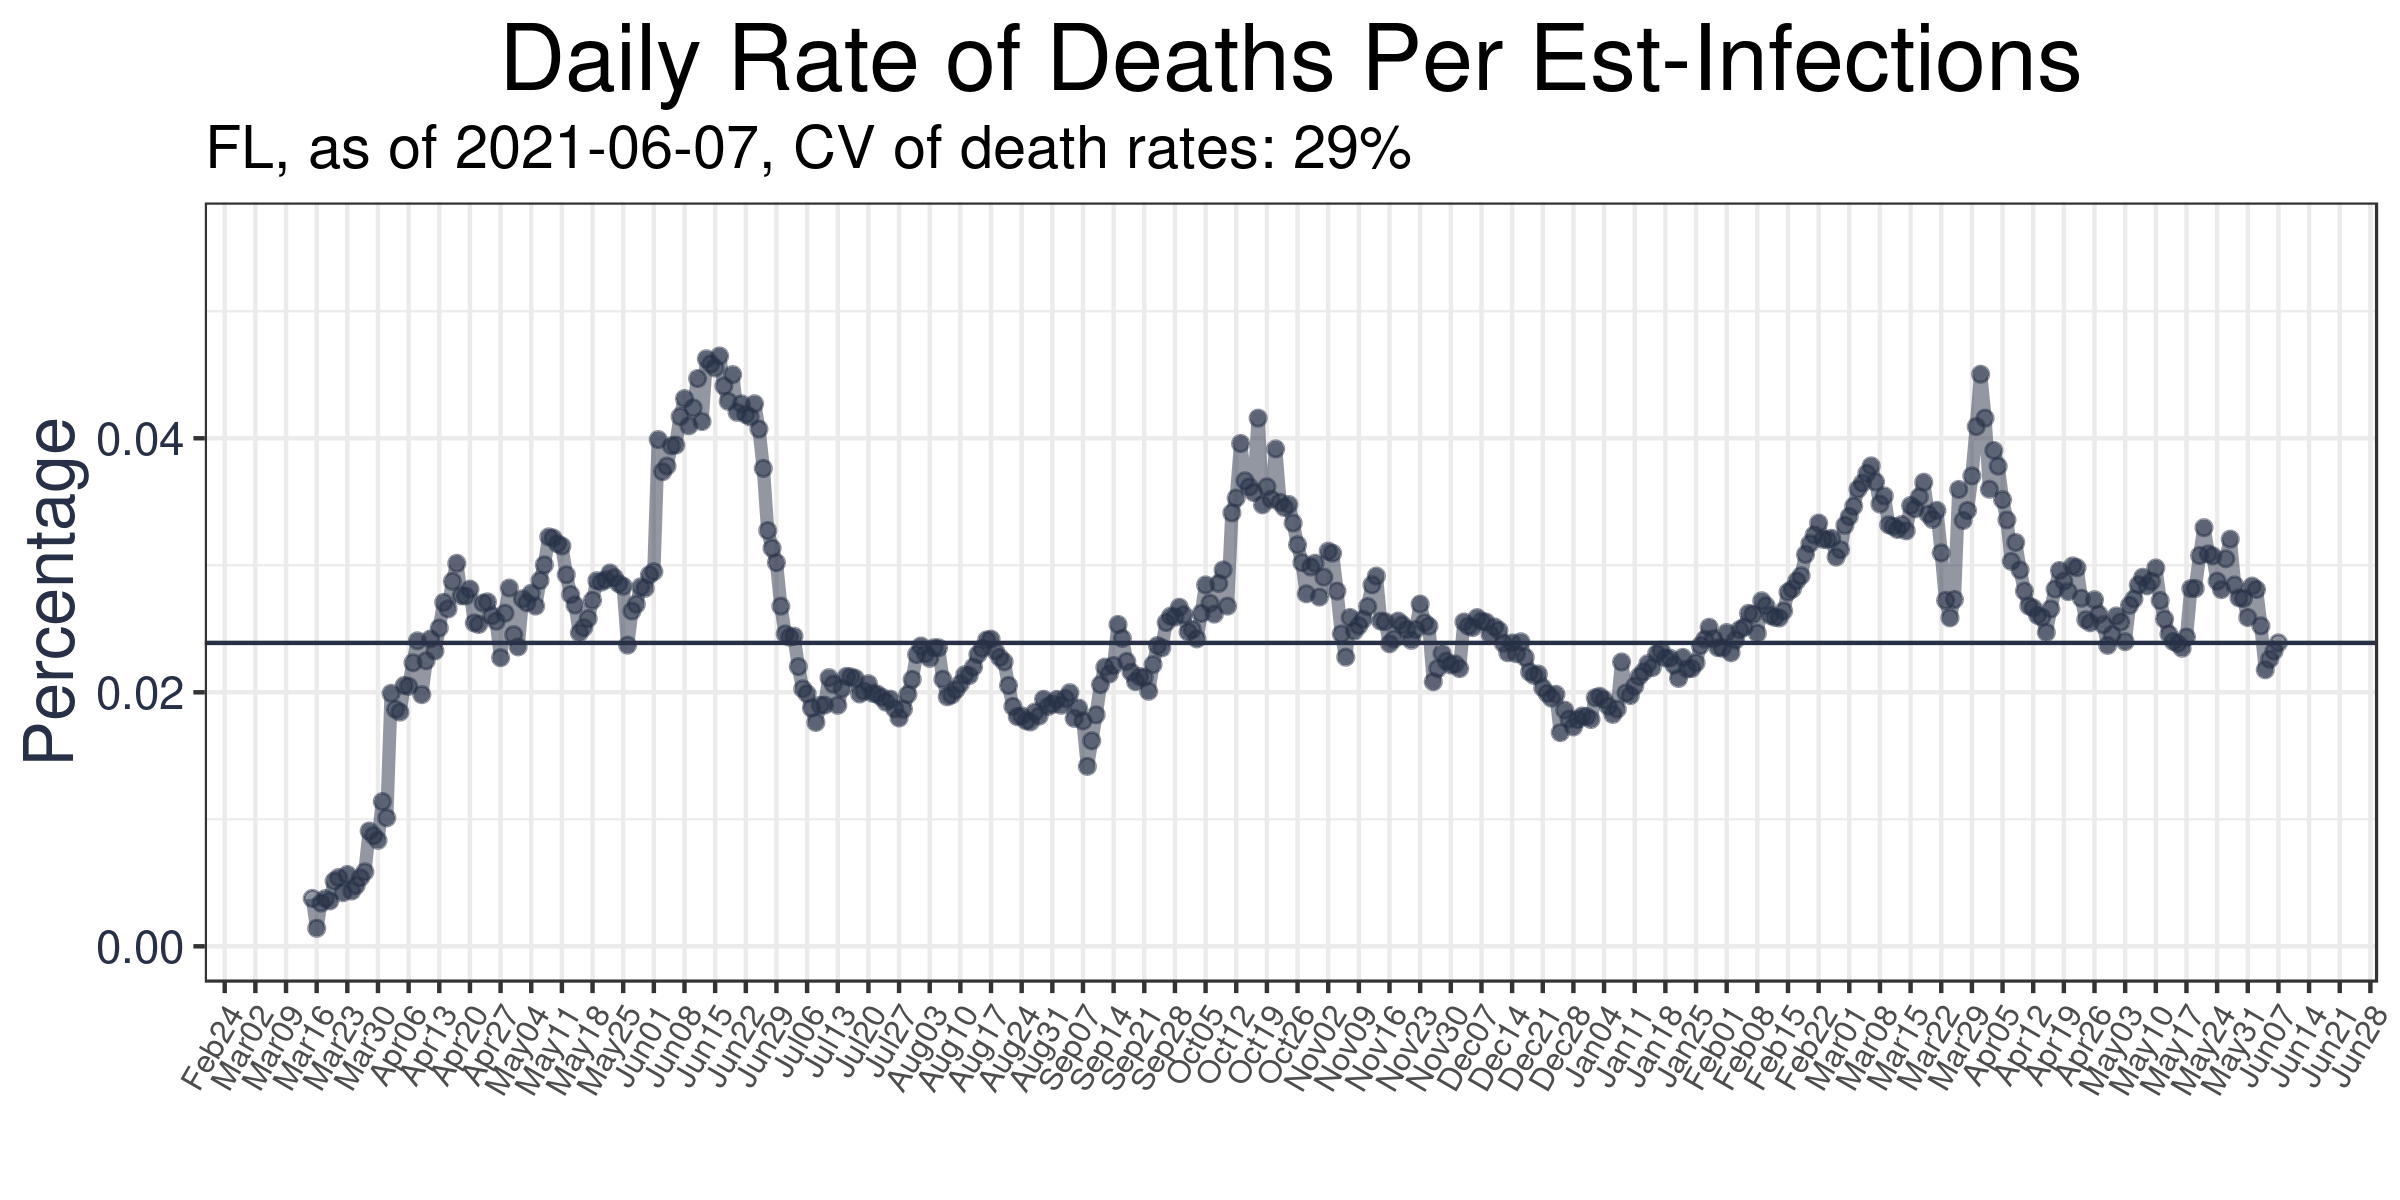 Daily Rate of Deaths Per Est-Infections
FL, as of 2021-06-07, CV of death rates: 29%
Percentage
0.04
0.02
0.00
Feb24
Mar02
Mar09
Mar16
Mar23
Mar30
Apr06
Apr13
Apr20
Apr27
May04
May11
May18
May25
Jun01
Jun08
Jun15
Jun22
Jun29
Jul06
Jul13
Jul20
Jul27
Aug03
Aug10
Aug17
Aug24
Aug31
Sep07
Sep14
Sep21
Sep28
Oct05
Oct12
Oct19
Oct26
Nov02
Nov09
Nov16
Nov23
Nov30
Dec07
Dec14
Dec21
Dec28
Jan04
Jan11
Jan18
Jan25
Feb01
Feb08
Feb15
Feb22
Mar01
Mar08
Mar15
Mar22
Mar29
Apr05
Apr12
Apr19
Apr26
May03
May10
May17
May24
May31
Jun07
Jun14
Jun21
Jun28